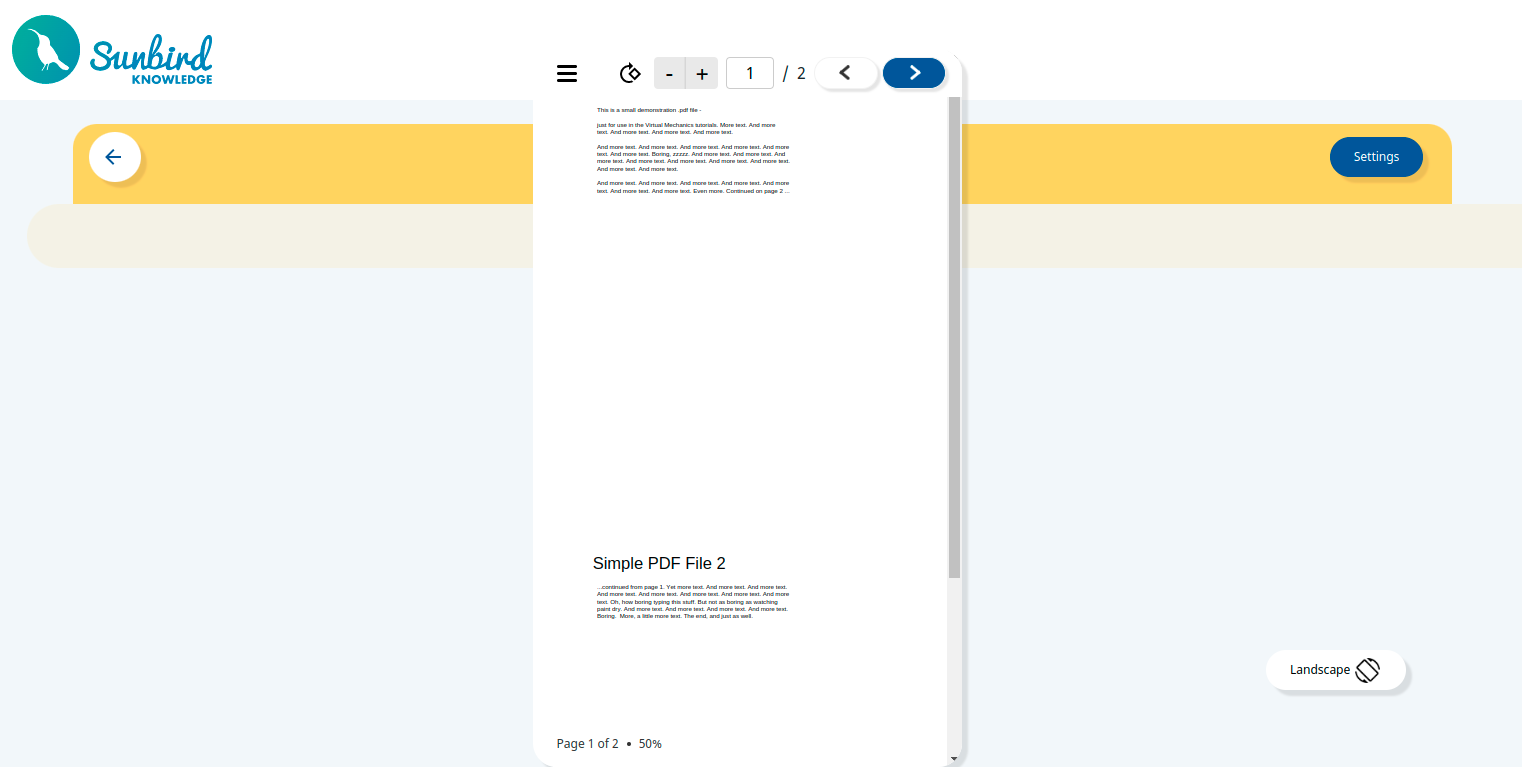 Sunbird
KNOWLEDGE
- + 1 / 2
Settings
This is a small demonstration .pdf file -
just for use in the Virtual Mechanics tutorials. More text. And more
text. And more text. And more text. And more text.
And more text. And more text. And more text. And more text. And more
text. And more text. Boring, zzzzz. And more text. And more text. And
more text. And more text. And more text. And more text. And more text.
And more text. And more text.
And more text. And more text. And more text. And more text. And more
text. And more text. And more text. Even more. Continued on page 2 ...
Simple PDF File 2
...continued from page 1. Yet more text. And more text. And more text.
And more text. And more text. And more text. And more text. And more
text. Oh, how boring typing this stuff. But not as boring as watching
paint dry. And more text. And more text. And more text. And more text.
Boring. More, a little more text. The end, and just as well.
Landscape
Page 1 of 2 • 50%